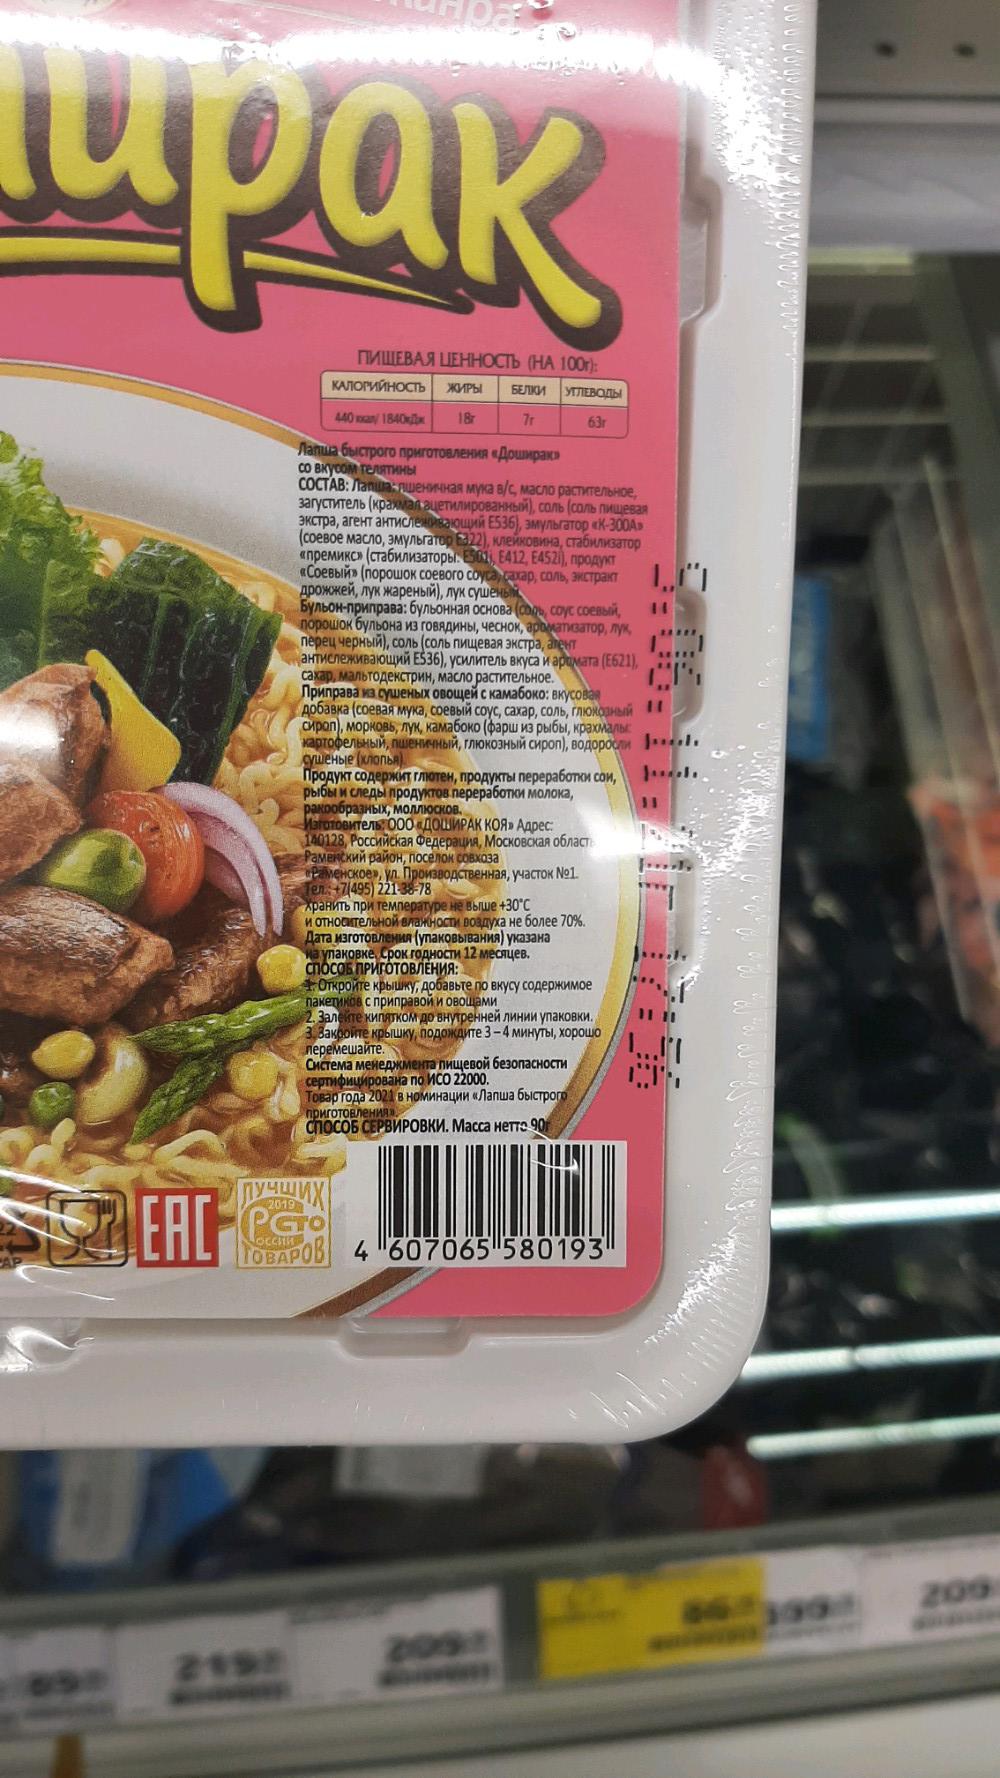 ирак
ПИЩЕВАЯ ЦЕННОСТЬ (НА 100г):
КАЛОРИЙНОСТЬ ЖИРЫ БЕЛКИ УГЛЕВОДЫ
440 ккал/ 1840кДж 18г 7г 63г
Лапша быстрого приготовления «Доширак»
со вкусом телятины
СОСТАВ: Лапша: пшеничная мука в/с, масло растительное,
загуститель (крахмал ацетилированный), соль (соль пищевая
экстра, агент антислеживающий Е536), эмульгатор «К-300А»
(соевое масло, эмульгатор Е322), клейковина, стабилизатор
«премикс» (стабилизаторы: Е501i, Е412, Е452i), продукт
«Соевый» (порошок соевого соуса, сахар, соль, экстракт
дрожжей, лук жареный), лук сушеный.
Бульон-приправа: бульонная основа (соль, соус соевый,
порошок бульона из говядины, чеснок, ароматизатор, лук,
перец черный), соль (соль пищевая экстра, агент
антислеживающий Е536), усилитель вкуса и аромата (Е621),
сахар, мальтодекстрин, масло растительное.
Приправа из сушеных овощей с камабоко: вкусовая
добавка (соевая мука, соевый соус, сахар, соль, глюкозный
сироп), морковь, лук, камабоко (фарш из рыбы, крахмалы:
картофельный, пшеничный, глюкозный сироп), водоросли
сушеные (хлопья).
Продукт содержит глютен, продукты переработки сои,
рыбы и следы продуктов переработки молока,
ракообразных, моллюсков.
Изготовитель: ООО «ДОШИРАК КОЯ» Адрес:
140128, Российская Федерация, Московская область
Раменский район, поселок совхоза
«Раменское», ул. Производственная, участок №1.
Тел.: +7(495) 221-38-78
Хранить при температуре не выше +30°С
и относительной влажности воздуха не более 70%.
Дата изготовления (упаковывания) указана
на упаковке. Срок годности 12 месяцев.
СПОСОБ ПРИГОТОВЛЕНИЯ:
1. Откройте крышку, добавьте по вкусу содержимое
пакетиков с приправой и овощами
2. Залейте кипятком до внутренней линии упаковки.
3. Закройте крышку, подождите 3 – 4 минуты, хорошо
перемешайте.
Система менеджмента пищевой безопасности
сертифицирована по ИСО 22000.
Товар года 2021 в номинации «Лапша быстрого
приготовления».
СПОСОБ СЕРВИРОВКИ. Масса нетто 90г
22
PAP
ЕАС
ЛУЧШИХ
2019
РОССИИ
ТОВАРОВ
4 607065 580193
219
209
209